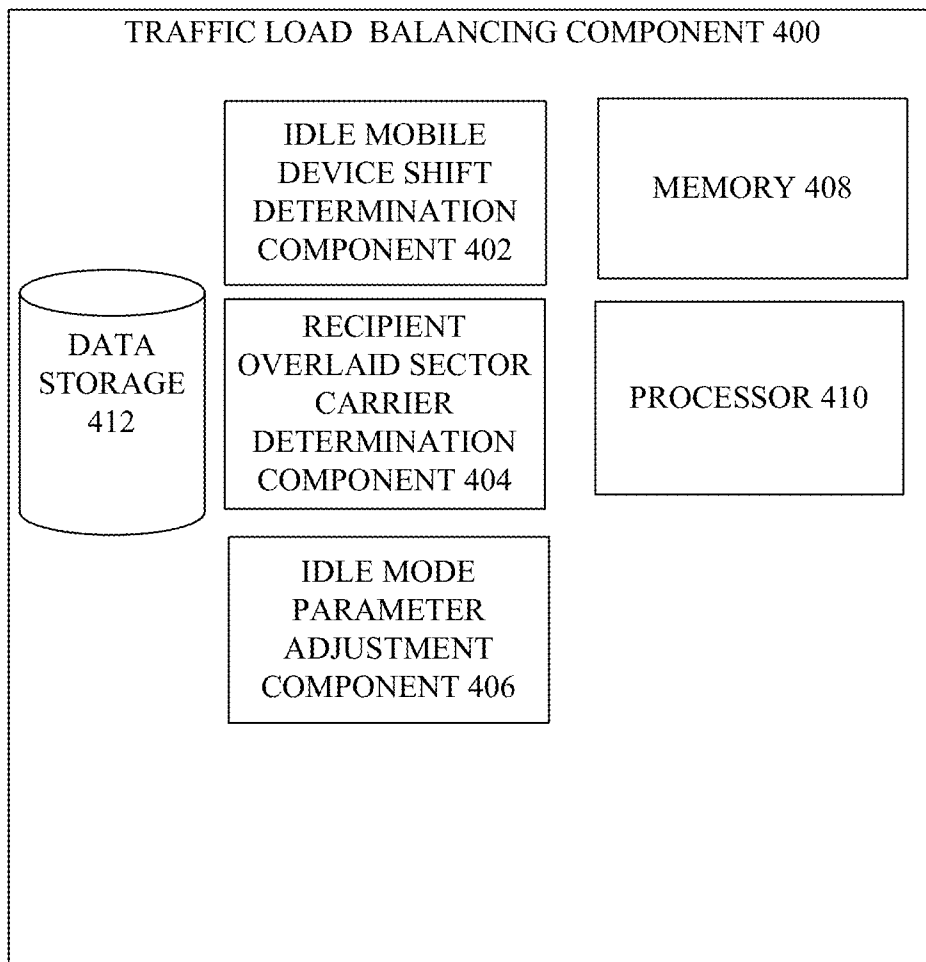 TRAFFIC LOAD BALANCING COMPONENT 400
IDLE MOBILE
DEVICE SHIFT
DETERMINATION
COMPONENT 402
MEMORY 408
DATA
STORAGE
412
RECIPIENT
OVERLAID SECTOR
CARRIER
DETERMINATION
COMPONENT 404
PROCESSOR 410
IDLE MODE
PARAMETER
ADJUSTMENT
COMPONENT 406